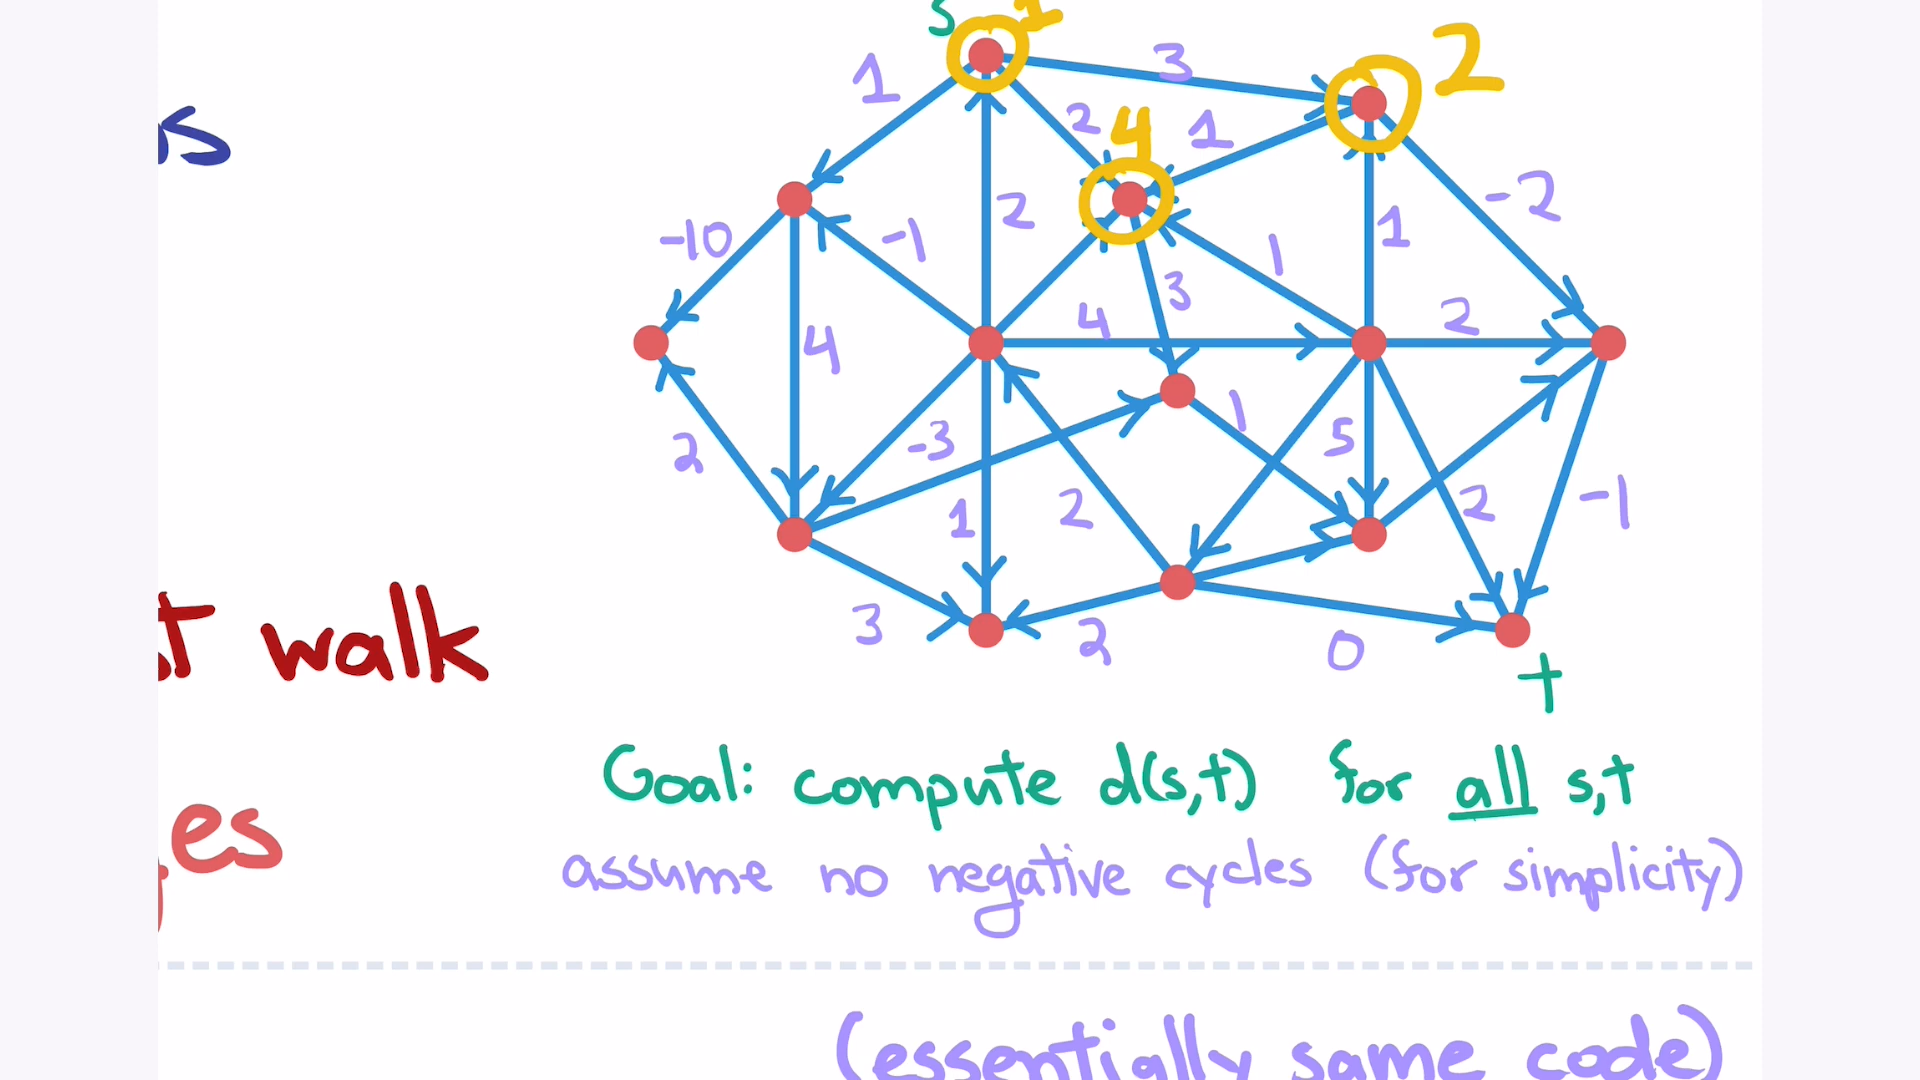 s 1
1 3 2
2 4 1
-10 -1 2 1 -2
4 4 3 1 2
2 -3 1 5
1 2 2 -1
3 2 0
t
walk
Goal: compute d(s,t) for all s,t
assume no negative cycles (for simplicity)
(essentially same code)